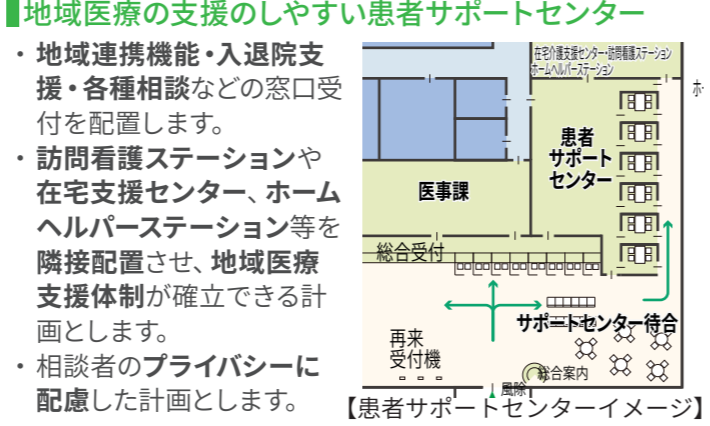 地域医療の支援のしやすい患者サポートセンター
・地域連携機能・入退院支
援・各種相談などの窓口受
付を配置します。
・訪問看護ステーションや
在宅支援センター、ホーム
ヘルパーステーション等を
隣接配置させ、地域医療
支援体制が確立できる計
画とします。
・相談者のプライバシーに
配慮した計画とします。
在宅介護支援センター・訪問看護ステーション
ホームヘルパーステーション
ホー
患者
サポート
センター
医事課
総合受付
サポートセンター待合
再来
受付機
総合案内
風除
【患者サポートセンターイメージ】